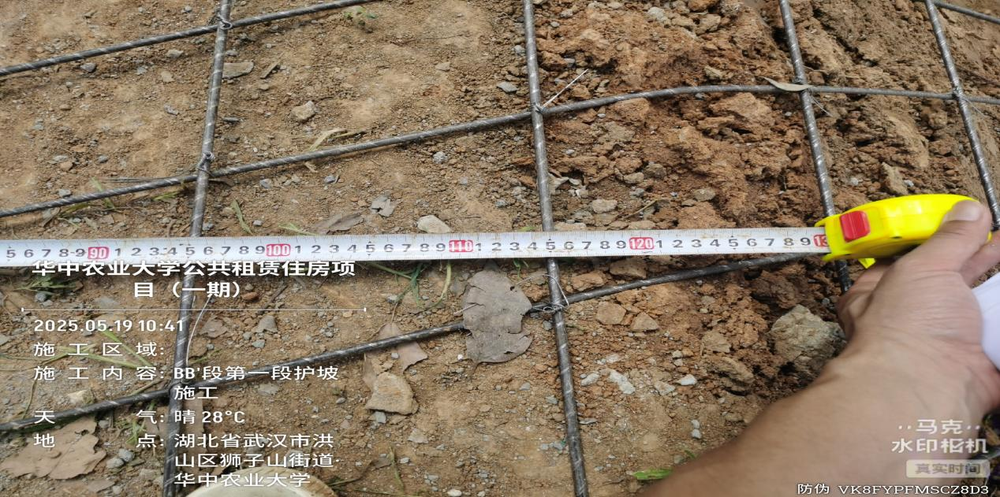 5 6 7 8 9 90 1 2 3 4 5 6 7 8 9 100 1 2 3 4 5 6 7 8 9 110 1 2 3 4 5 6 7 8 9 120 1 2 3 4 5 6 7 8 9 13
华中农业大学公共租赁住房项
目（一期）
2025.05.19 10:41
施工区域:
施工内容: BB'段第一段护坡
施工
天气: 晴 28°C
地点: 湖北省武汉市洪
山区狮子山街道·
华中农业大学
马克
水印相机
真实时间
防伪 VK8FYPFMSCZ8D3